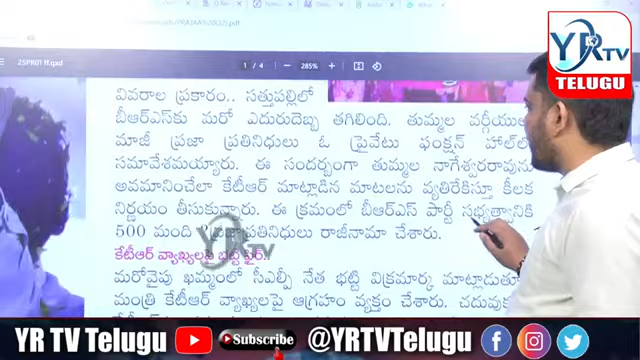 25PR01 ff.qxd
1 / 4
285%
వివరాల ప్రకారం.. సత్తుపల్లిలో
బీఆర్ఎస్‌కు మరో ఎదురుదెబ్బ తగిలింది. తుమ్మల వర్గీయులు
మాజీ ప్రజా ప్రతినిధులు ఓ ప్రైవేటు ఫంక్షన్ హాల్‌లో
సమావేశమయ్యారు. ఈ సందర్భంగా తుమ్మల నాగేశ్వరరావును
అవమానించేలా కేటీఆర్ మాట్లాడిన మాటలను వ్యతిరేకిస్తూ కీలక
నిర్ణయం తీసుకున్నారు. ఈ క్రమంలో బీఆర్ఎస్ పార్టీ సభ్యత్వానికి
500 మంది ప్రజాప్రతినిధులు రాజీనామా చేశారు.
కేటీఆర్ వ్యాఖ్యలపై భట్టి ఫైర్.
మరోవైపు ఖమ్మంలో సీఎల్పీ నేత భట్టి విక్రమార్క మాట్లాడుతూ
మంత్రి కేటీఆర్ వ్యాఖ్యలపై ఆగ్రహం వ్యక్తం చేశారు.
YR TV
TELUGU
YR TV
YR TV Telugu
Subscribe
@YRTVTelugu